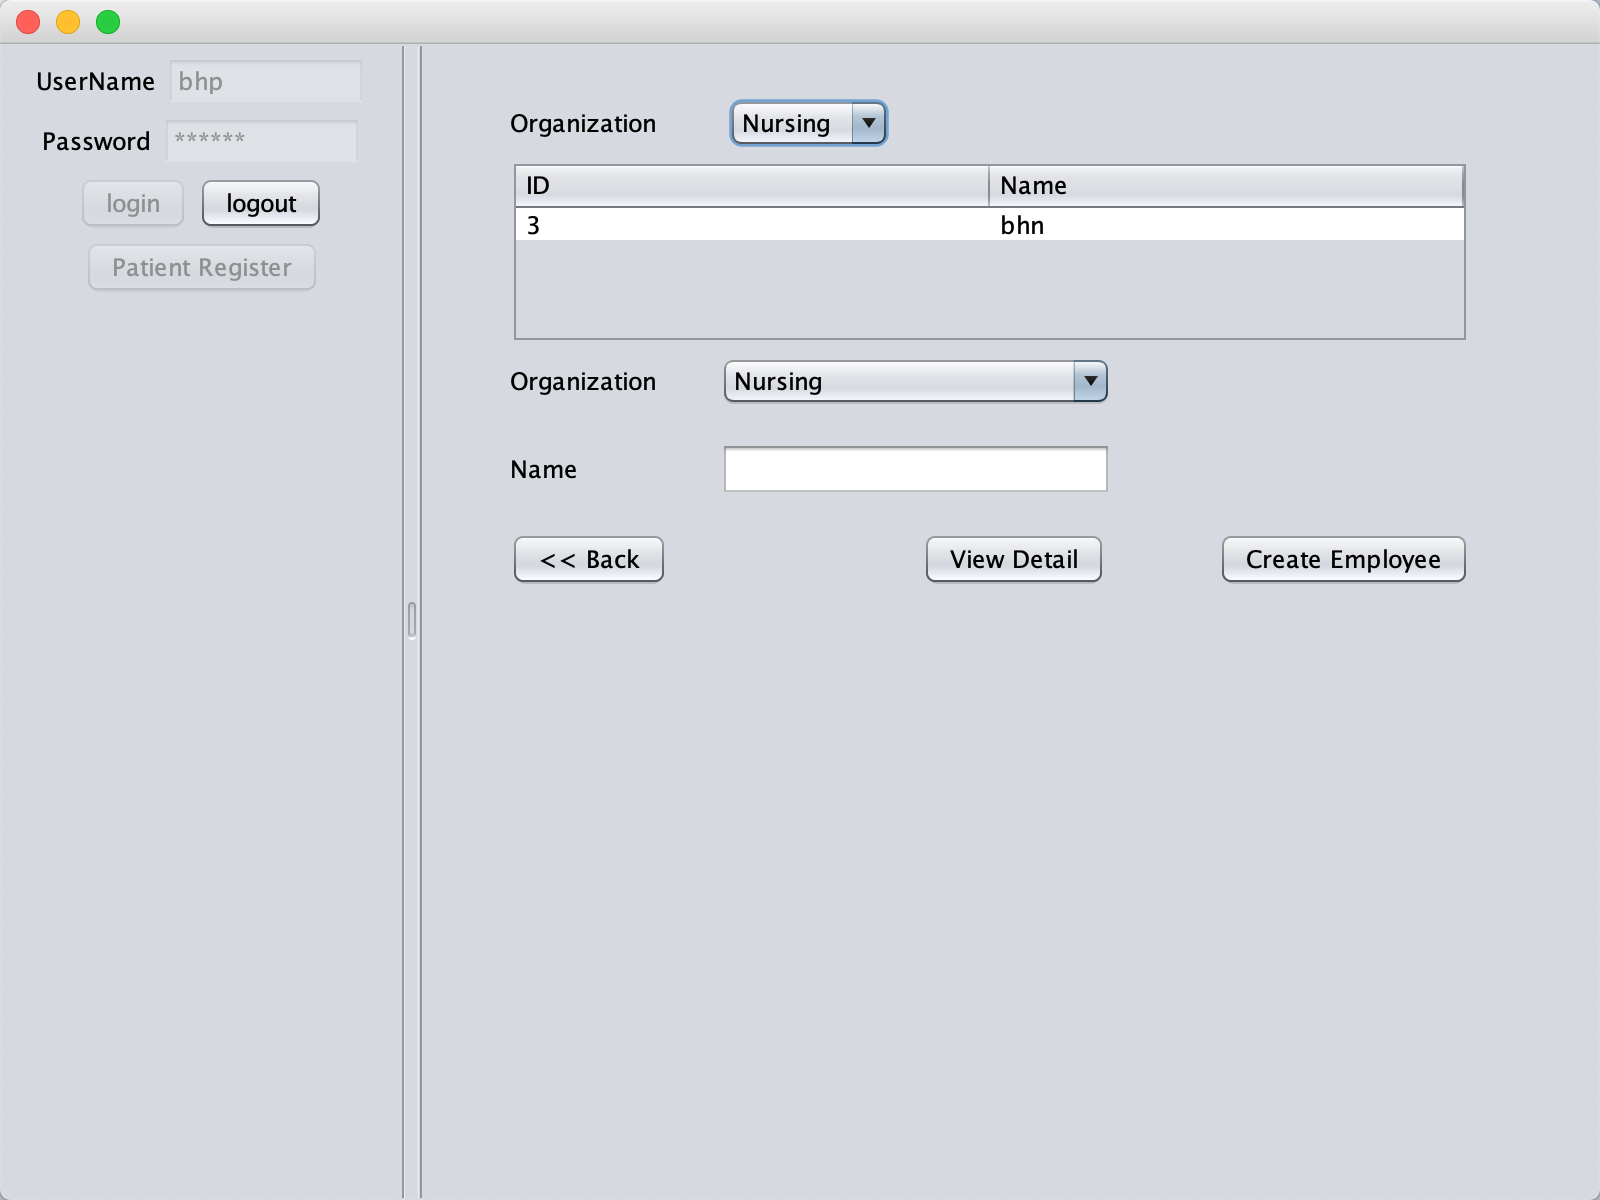 UserName bhp
Password ******
login logout
Patient Register
Organization Nursing
ID Name
3 bhn
Organization Nursing
Name
<< Back View Detail Create Employee